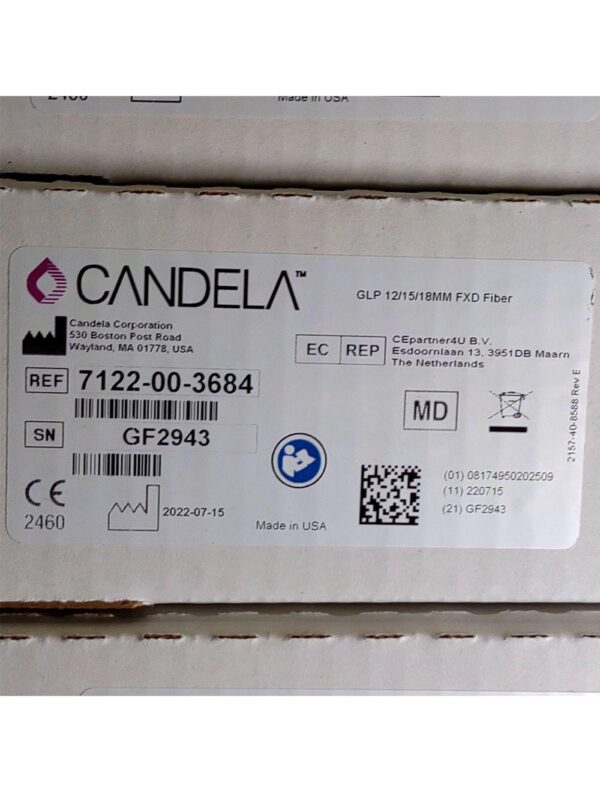 Made in USA
CANDELA™
GLP 12/15/18MM FXD Fiber
Candela Corporation
530 Boston Post Road
Wayland, MA 01778, USA
EC REP
CEpartner4U B.V.
Esdoornlaan 13, 3951DB Maarn
The Netherlands
REF 7122-00-3684
MD
SN GF2943
2157-40-8588 Rev E
CE
2460
2022-07-15
Made in USA
(01) 08174950202509
(11) 220715
(21) GF2943